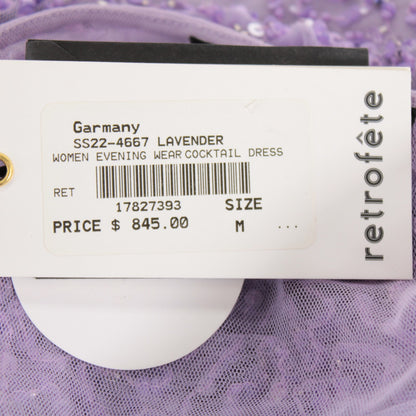 Garmany
SS22-4667 LAVENDER
WOMEN EVENING WEAR COCKTAIL DRESS
RET
17827393
SIZE
PRICE $ 845.00
M ...
retrofête